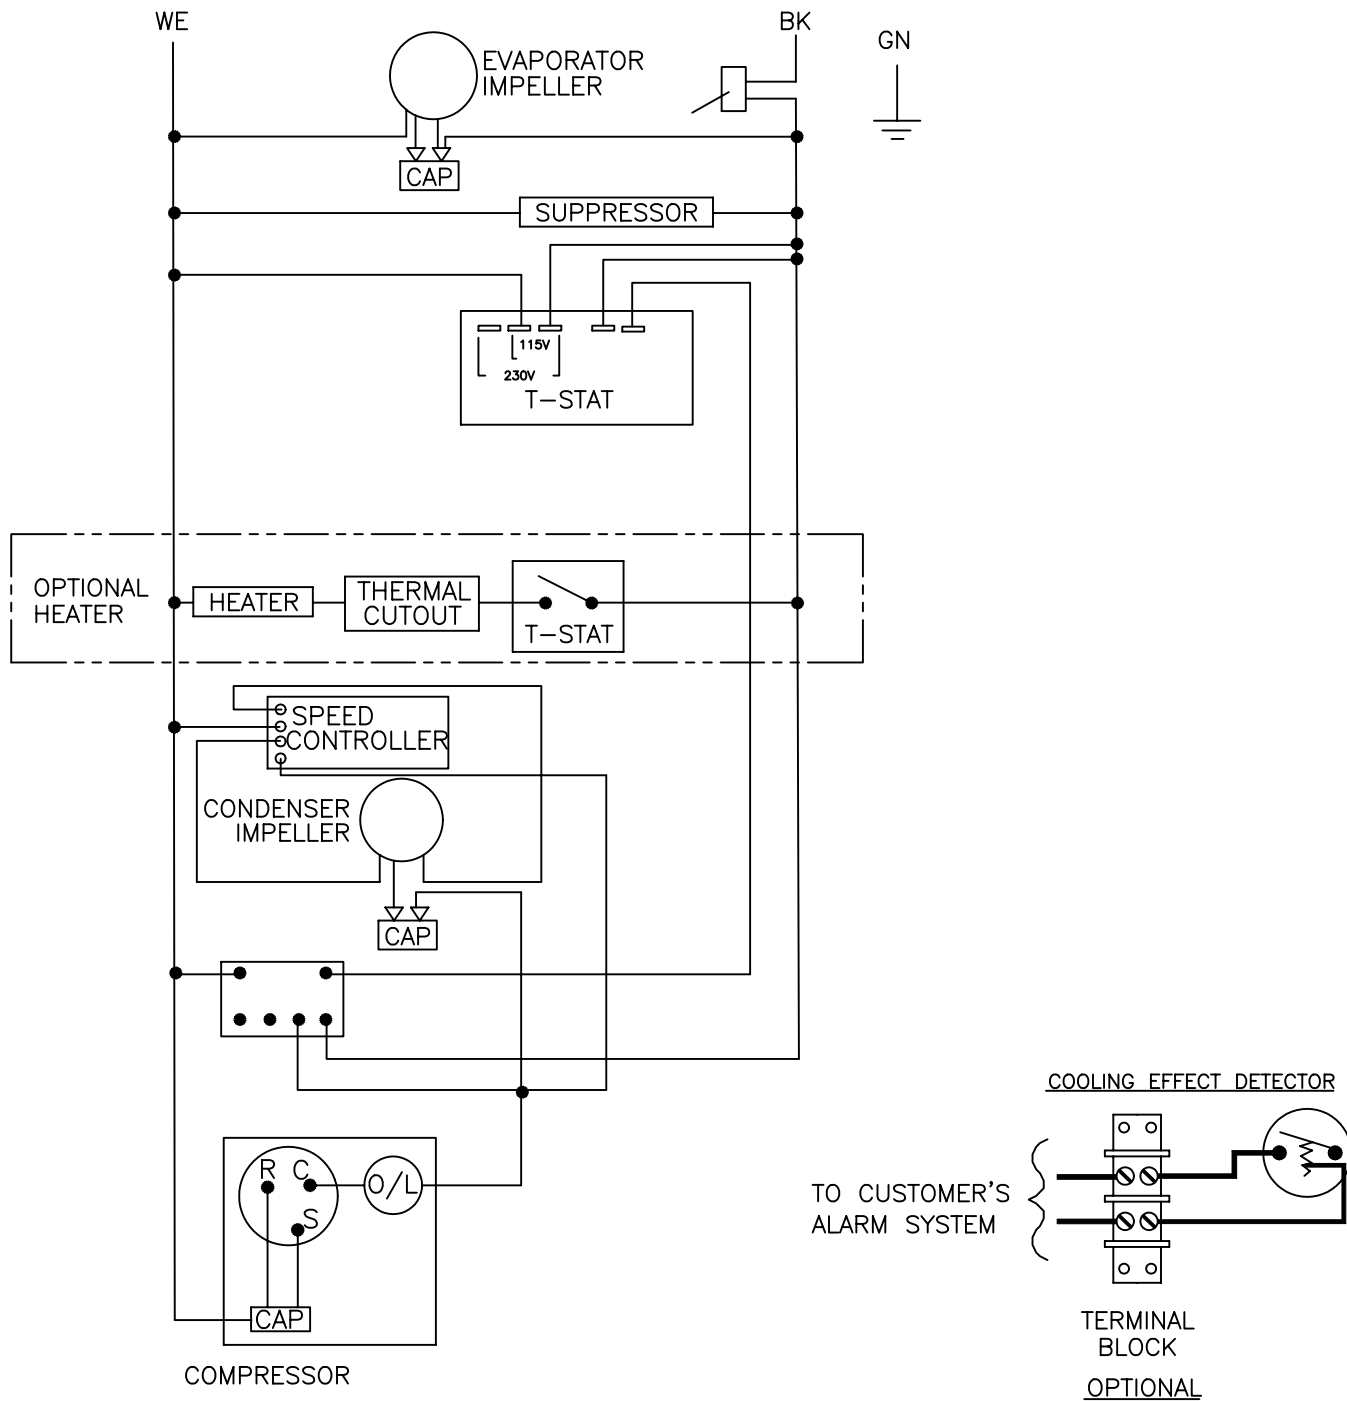 WE
BK
GN
EVAPORATOR
IMPELLER
CAP
SUPPRESSOR
115V
230V
T-STAT
OPTIONAL
HEATER
HEATER
THERMAL
CUTOUT
T-STAT
SPEED
CONTROLLER
CONDENSER
IMPELLER
CAP
R C
S
O/L
CAP
COMPRESSOR
COOLING EFFECT DETECTOR
TO CUSTOMER'S
ALARM SYSTEM
TERMINAL
BLOCK
OPTIONAL